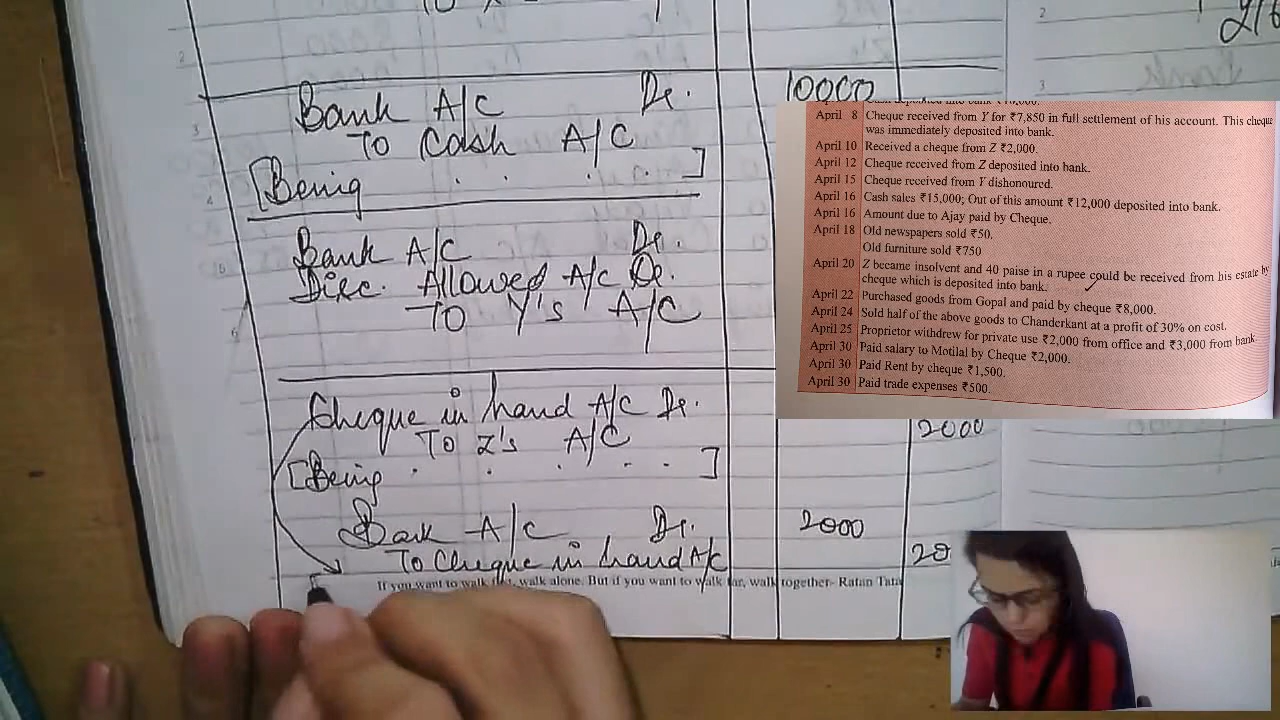 Bank A/C Dr. 10000
To Cash A/C
[Being . . . . ]
Bank A/C Dr.
Disc. Allowed A/C Dr.
To Y's A/C
Cheque in hand A/C Dr.
To Z's A/C 2000
[Being . . . . . ]
Bank A/C Dr. 2000
To Cheque in hand A/c 20
If you want to walk fast, walk alone. But if you want to walk far, walk together- Ratan Tata
April 8 Cheque received from Y for ₹7,850 in full settlement of his account. This cheque
was immediately deposited into bank.
April 10 Received a cheque from Z ₹2,000.
April 12 Cheque received from Z deposited into bank.
April 15 Cheque received from Y dishonoured.
April 16 Cash sales ₹15,000; Out of this amount ₹12,000 deposited into bank.
April 16 Amount due to Ajay paid by Cheque.
April 18 Old newspapers sold ₹50.
Old furniture sold ₹750
April 20 Z became insolvent and 40 paise in a rupee could be received from his estate by
cheque which is deposited into bank.
April 22 Purchased goods from Gopal and paid by cheque ₹8,000.
April 24 Sold half of the above goods to Chanderkant at a profit of 30% on cost.
April 25 Proprietor withdrew for private use ₹2,000 from office and ₹3,000 from bank.
April 30 Paid salary to Motilal by Cheque ₹2,000.
April 30 Paid Rent by cheque ₹1,500.
April 30 Paid trade expenses ₹500.